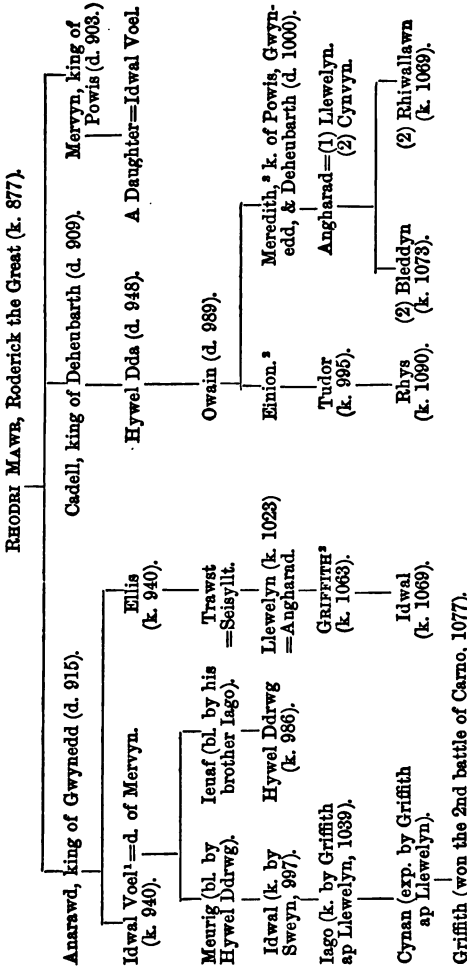 RHODRI MAWR, Roderick the Great (k. 877).
Anarawd, king of Gwynedd (d. 915).
Cadell, king of Deheubarth (d. 909).
Mervyn, king of
Powis (d. 903.)
Idwal Voel¹=d. of Mervyn.
(k. 940).
Ellis
(k. 940).
Hywel Dda (d. 948).
A Daughter=Idwal Voel.
Meurig (bl. by
Hywel Ddrwg).
Ienaf (bl. by his
brother Iago).
Trawst
=Seisyllt.
Owain (d. 989).
Idwal (k. by
Sweyn, 997).
Hywel Ddrwg
(k. 986).
Llewelyn (k. 1023)
=Angharad.
Einion.²
Meredith,² k. of Powis, Gwyn-
edd, & Deheubarth (d. 1000).
Iago (k. by Griffith
ap Llewelyn, 1039).
GRIFFITH²
(k. 1063).
Tudor
(k. 995).
Angharad=(1) Llewelyn.
(2) Cynvyn.
Cynan (exp. by Griffith
ap Llewelyn).
Idwal
(k. 1069).
Rhys
(k. 1090).
(2) Bleddyn
(k. 1073).
(2) Rhiwallawn
(k. 1069).
Griffith (won the 2nd battle of Carno, 1077).